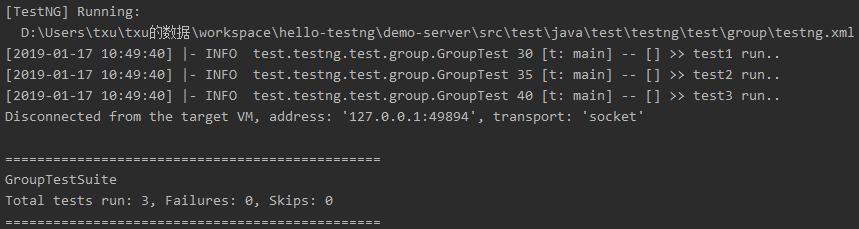 [TestNG] Running:
  D:\Users\txu\txu的数据\workspace\hello-testng\demo-server\src\test\java\test\testng\test\group\testng.xml
[2019-01-17 10:49:40] |- INFO  test.testng.test.group.GroupTest 30 [t: main] -- [] >> test1 run..
[2019-01-17 10:49:40] |- INFO  test.testng.test.group.GroupTest 35 [t: main] -- [] >> test2 run..
[2019-01-17 10:49:40] |- INFO  test.testng.test.group.GroupTest 40 [t: main] -- [] >> test3 run..
Disconnected from the target VM, address: '127.0.0.1:49894', transport: 'socket'
===============================================
GroupTestSuite
Total tests run: 3, Failures: 0, Skips: 0
===============================================